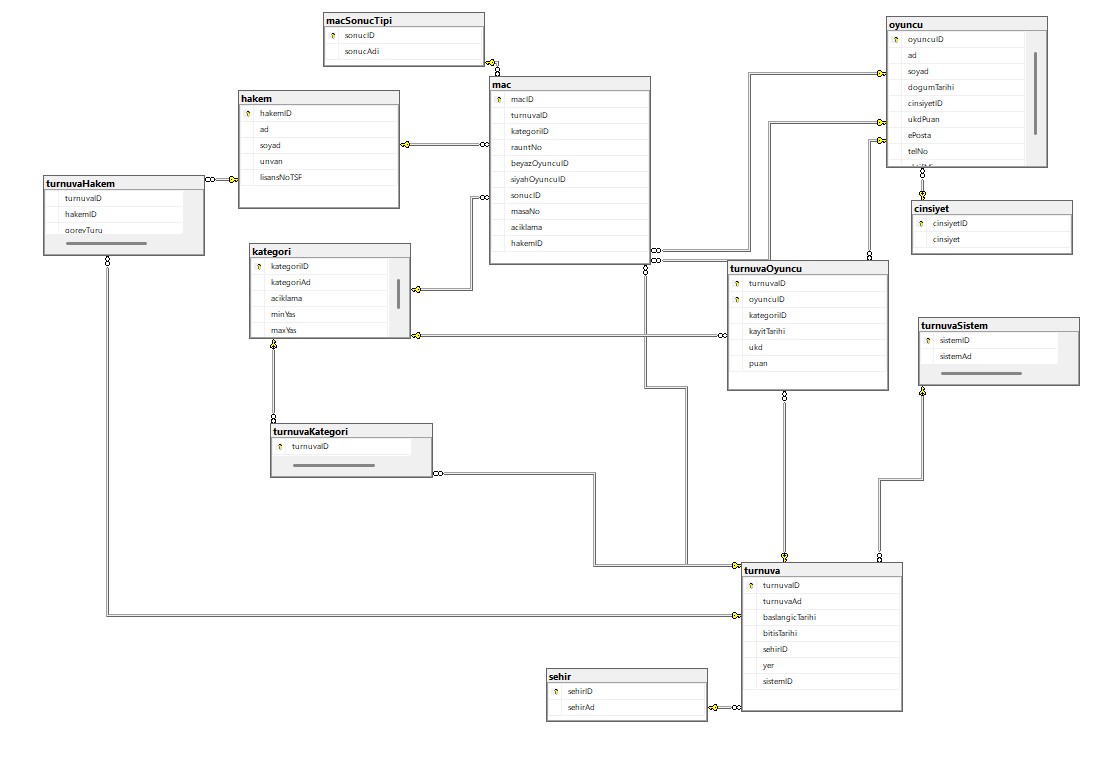 macSonucTipi
sonucID
sonucAdi
oyuncu
oyuncuID
ad
soyad
dogumTarihi
cinsiyetID
ukdPuan
ePosta
telNo
mac
macID
turnuvaID
kategoriID
rauntNo
beyazOyuncuID
siyahOyuncuID
sonucID
masaNo
aciklama
hakemID
hakem
hakemID
ad
soyad
unvan
lisansNoTSF
turnuvaHakem
turnuvaID
hakemID
gorevTuru
cinsiyet
cinsiyetID
cinsiyet
kategori
kategoriID
kategoriAd
aciklama
minYas
maxYas
turnuvaOyuncu
turnuvaID
oyuncuID
kategoriID
kayitTarihi
ukd
puan
turnuvaSistem
sistemID
sistemAd
turnuvaKategori
turnuvaID
turnuva
turnuvaID
turnuvaAd
baslangicTarihi
bitisTarihi
sehirID
yer
sistemID
sehir
sehirID
sehirAd